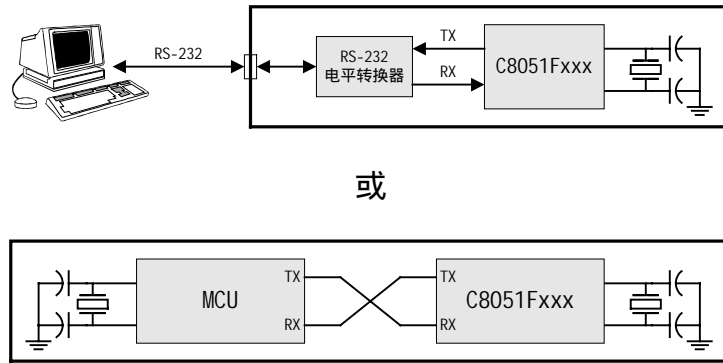 RS-232
RS-232
电平转换器
TX
RX
C8051Fxxx
或
MCU
TX
RX
TX
RX
C8051Fxxx